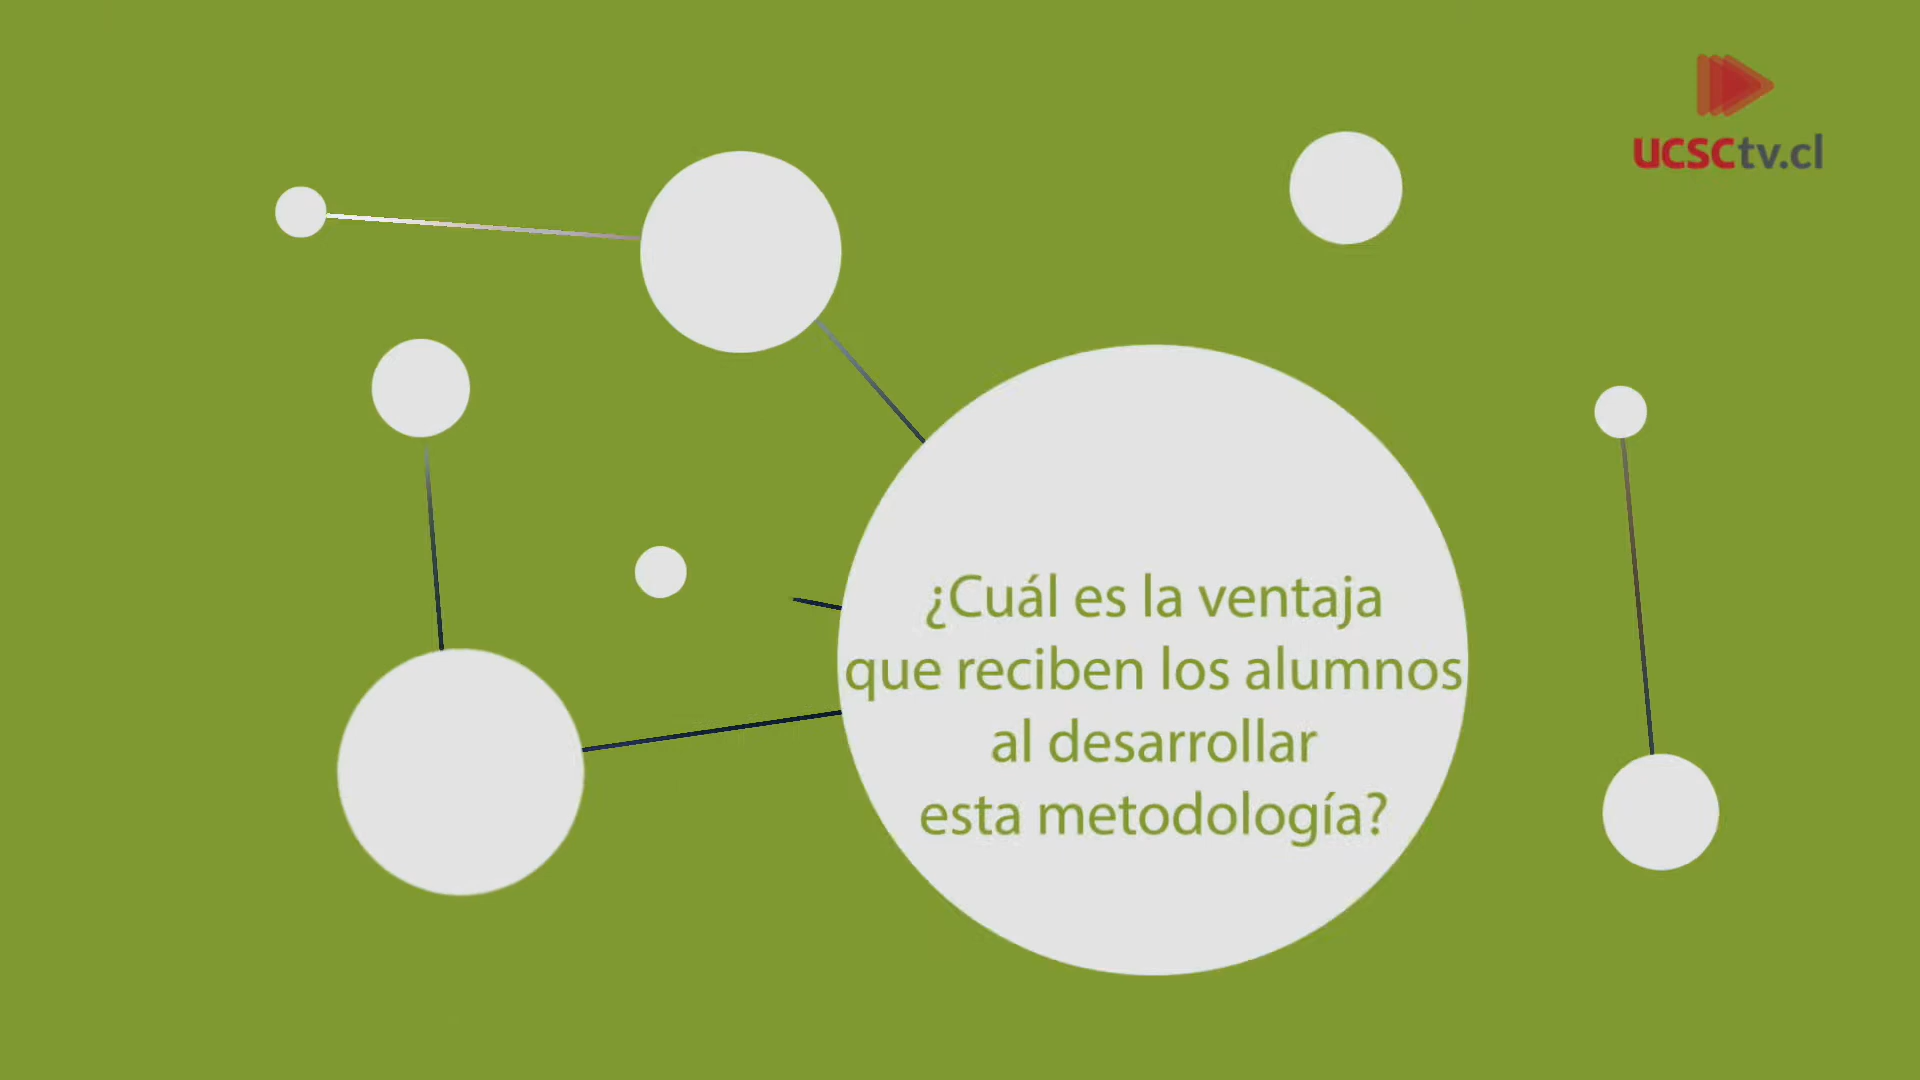 ucsctv.cl
¿Cuál es la ventaja
que reciben los alumnos
al desarrollar
esta metodología?